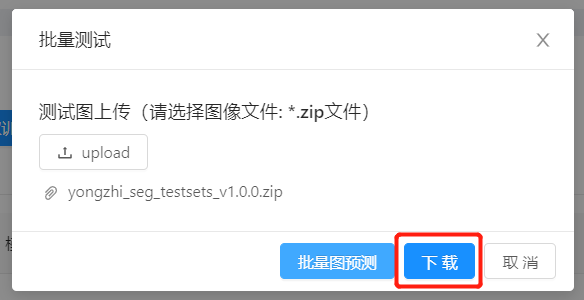 批量测试
测试图上传（请选择图像文件: *.zip文件）
upload
yongzhi_seg_testsets_v1.0.0.zip
批量图预测
下 载
取 消